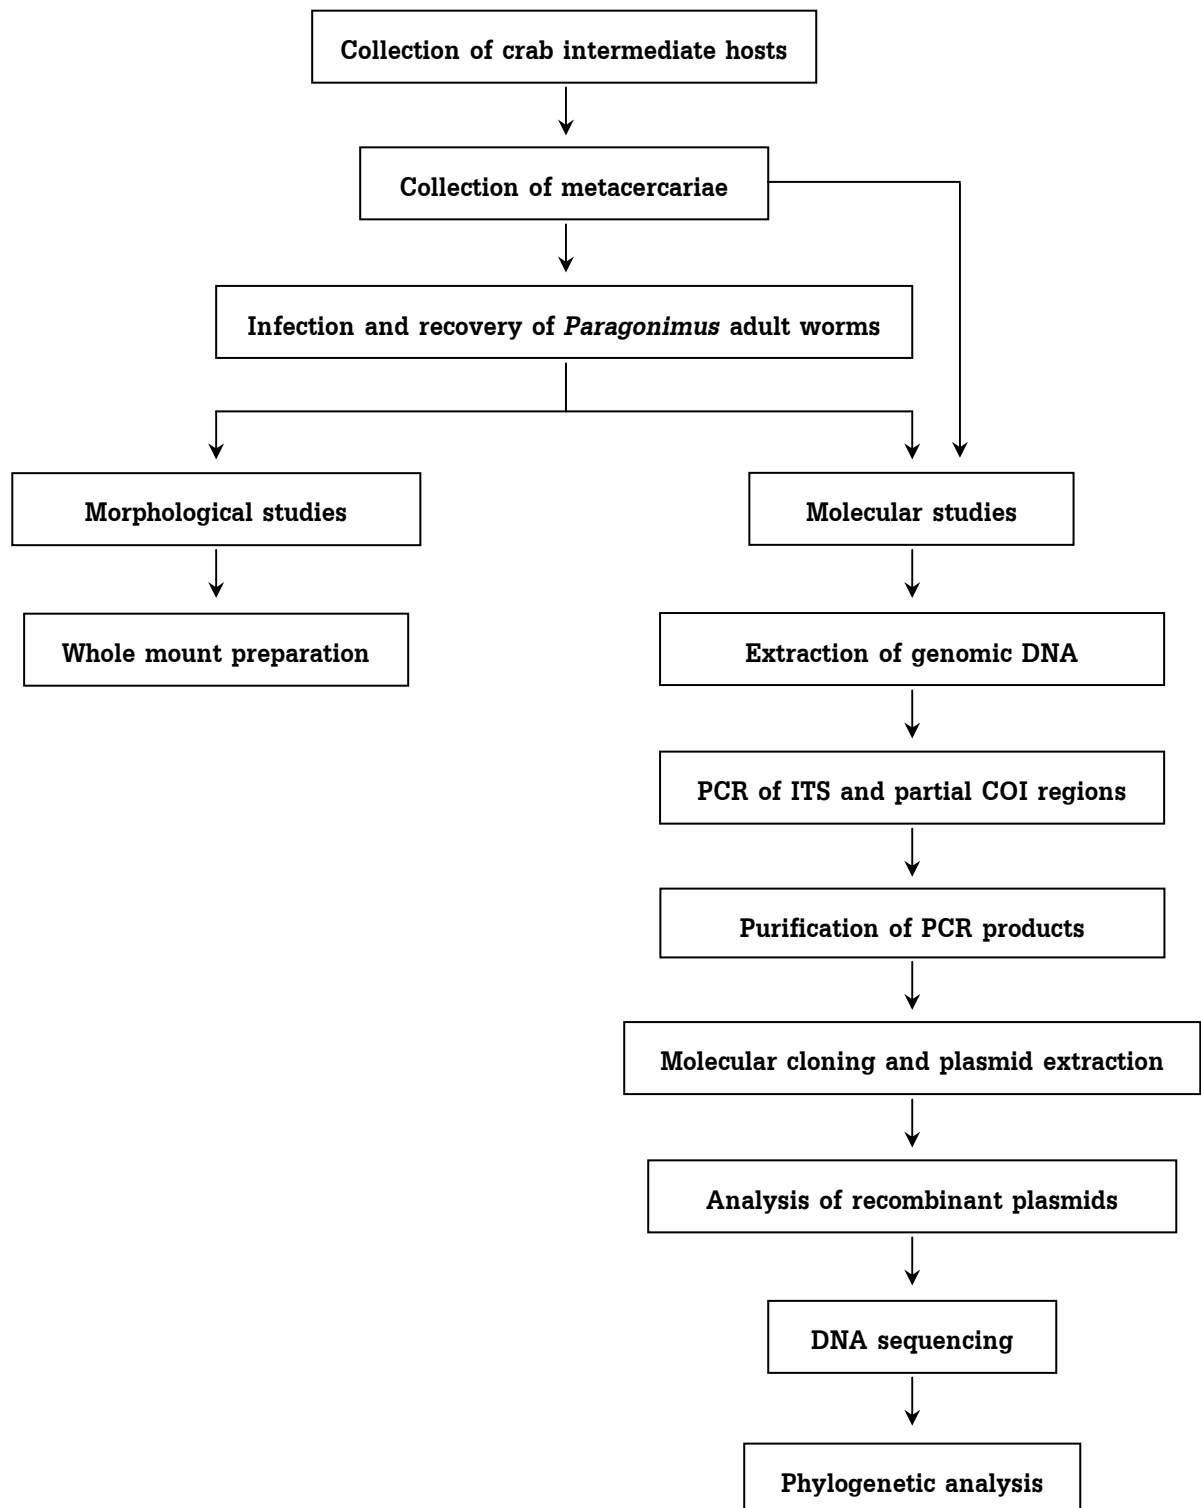 Collection of crab intermediate hosts
Collection of metacercariae
Infection and recovery of Paragonimus adult worms
Morphological studies
Molecular studies
Whole mount preparation
Extraction of genomic DNA
PCR of ITS and partial COI regions
Purification of PCR products
Molecular cloning and plasmid extraction
Analysis of recombinant plasmids
DNA sequencing
Phylogenetic analysis